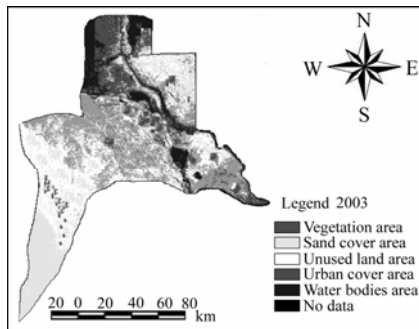 N
W E
S
Legend 2003
Vegetation area
Sand cover area
Unused land area
Urban cover area
Water bodies area
No data
20 0 20 40 60 80
km